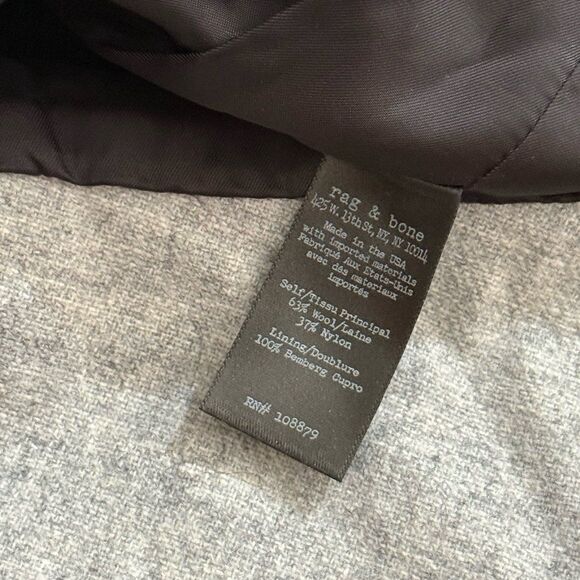 rag & bone
425 W. 13th St, NY, NY 10014
Made in the USA
with imported materials
Fabriqué Aux Etats-Unis
avec des materiaux
importés
Self/Tissu Principal
63% Wool/Laine
37% Nylon
Lining/Doublure
100% Bemberg Cupro
RN# 108879